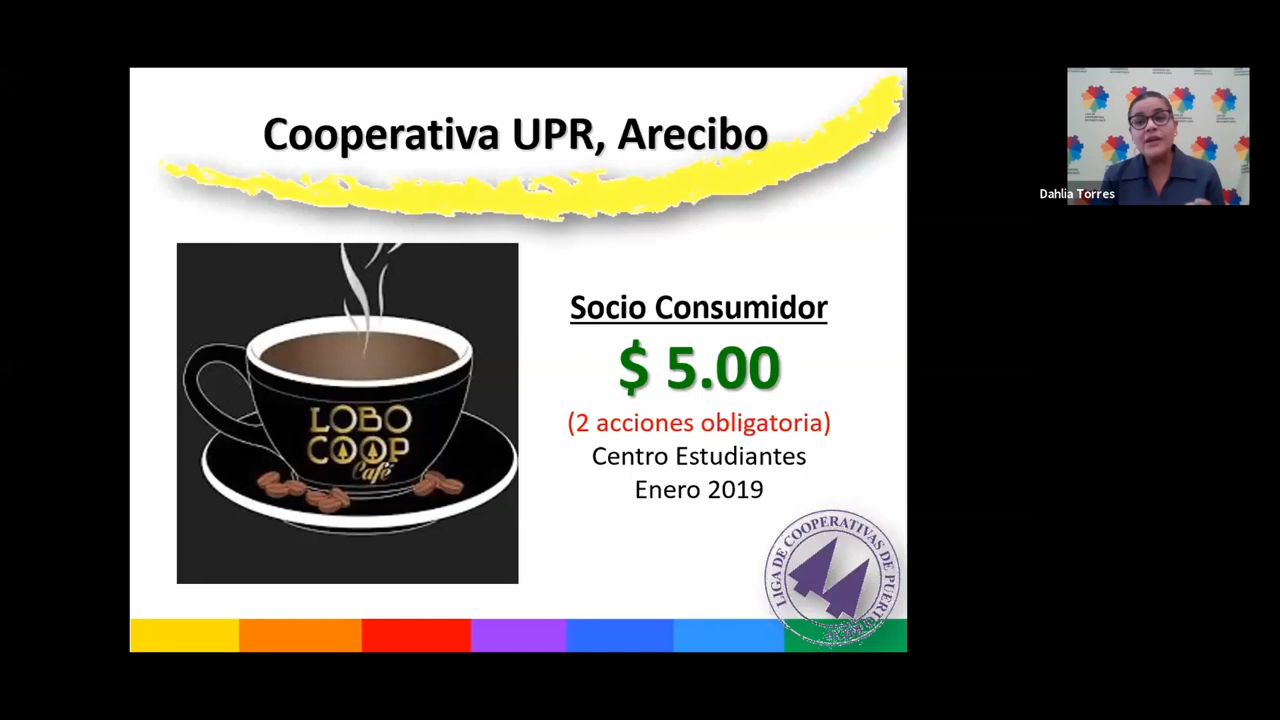 Cooperativa UPR, Arecibo
LOBO
COOP
Café
Socio Consumidor
$ 5.00
(2 acciones obligatoria)
Centro Estudiantes
Enero 2019
LIGA DE COOPERATIVAS DE PUERTO
Dahlia Torres